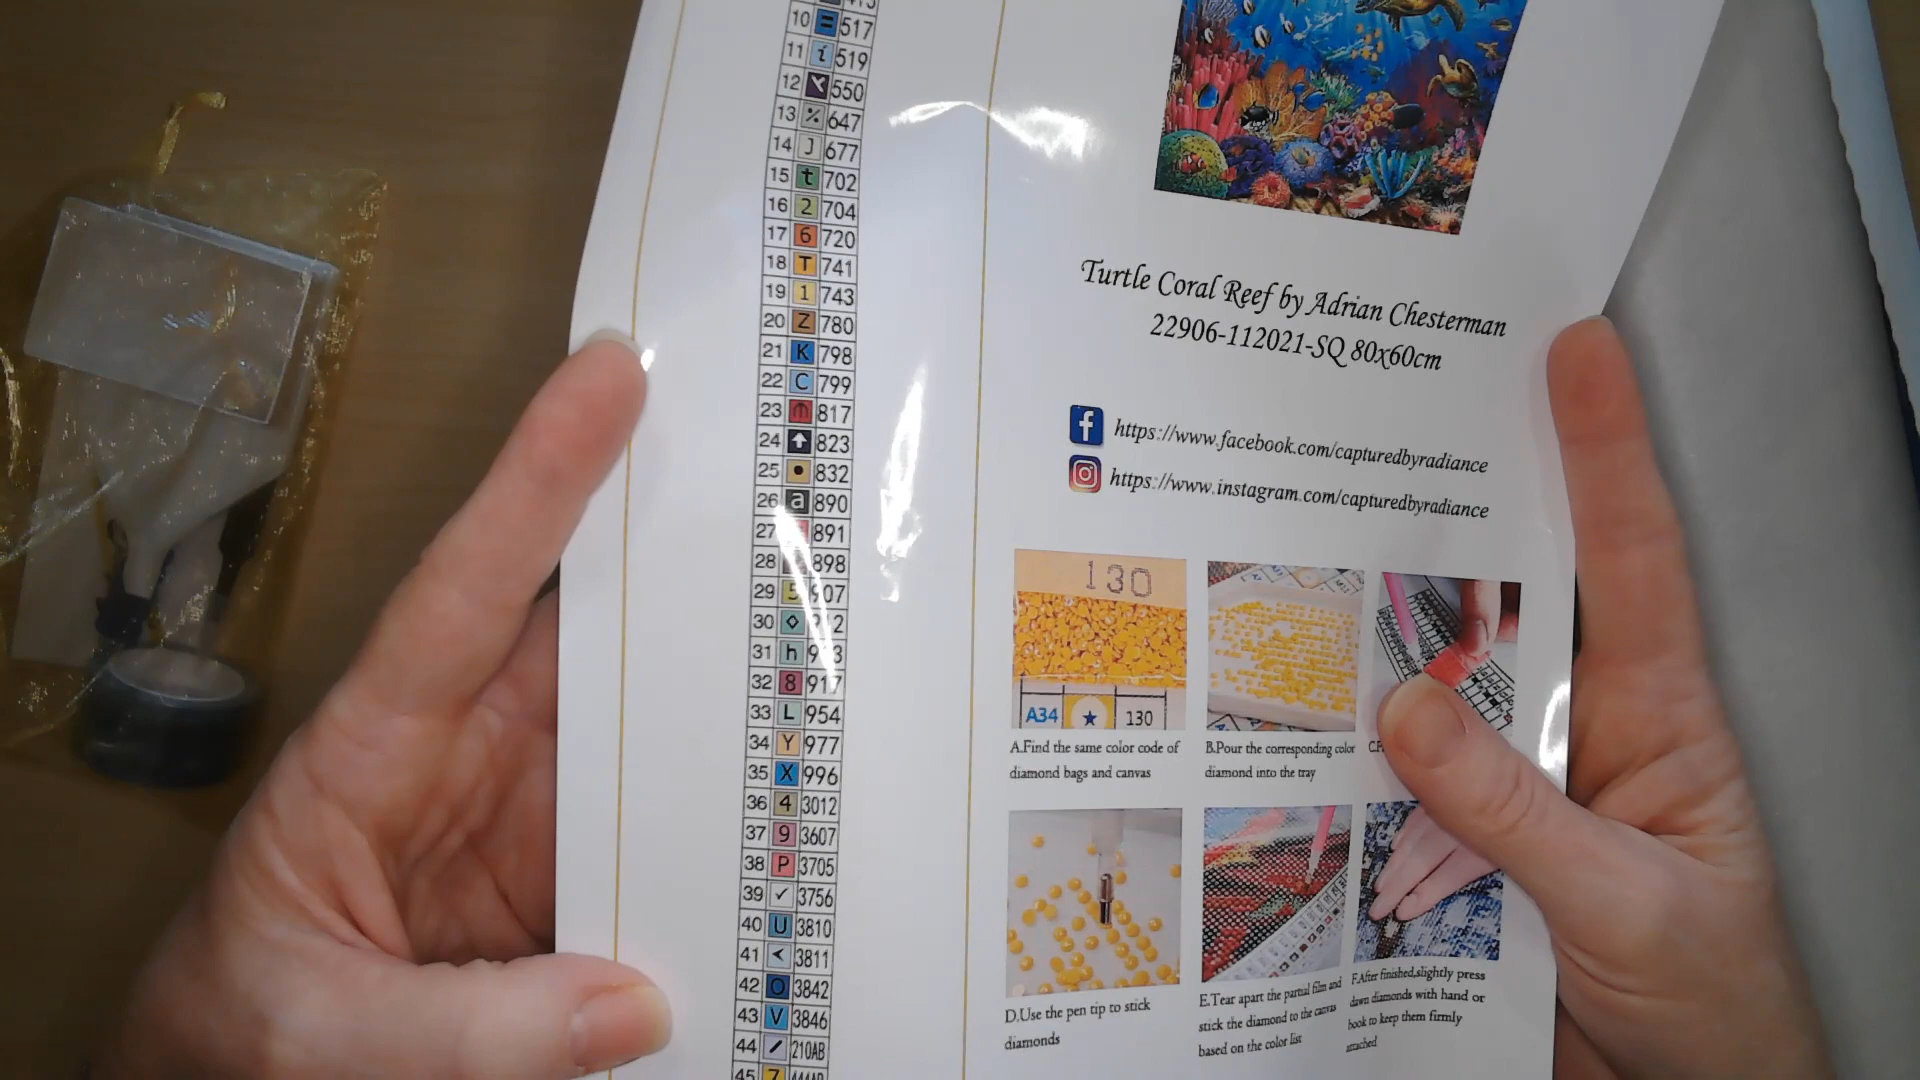 10 = 517
11 i 519
12 550
13 % 647
14 J 677
15 t 702
16 2 704
17 6 720
18 T 741
19 1 743
20 Z 780
21 K 798
22 C 799
23 m 817
24 ⬆ 823
25 ● 832
26 a 890
27 891
28 898
29 5 907
30 ◇ 912
31 h 913
32 8 917
33 L 954
34 Y 977
35 X 996
36 4 3012
37 9 3607
38 P 3705
39 ✓ 3756
40 U 3810
41 < 3811
42 O 3842
43 V 3846
44 / 210AB
45 7
Turtle Coral Reef by Adrian Chesterman
22906-112021-SQ 80x60cm
https://www.facebook.com/capturedbyradiance
https://www.instagram.com/capturedbyradiance
130
A34 ★ 130
A.Find the same color code of
diamond bags and canvas
B.Pour the corresponding color
diamond into the tray
D.Use the pen tip to stick
diamonds
E.Tear apart the partial film and
stick the diamond to the canvas
based on the color list
F.After finished,slightly press
down diamonds with hand or
book to keep them firmly
attached